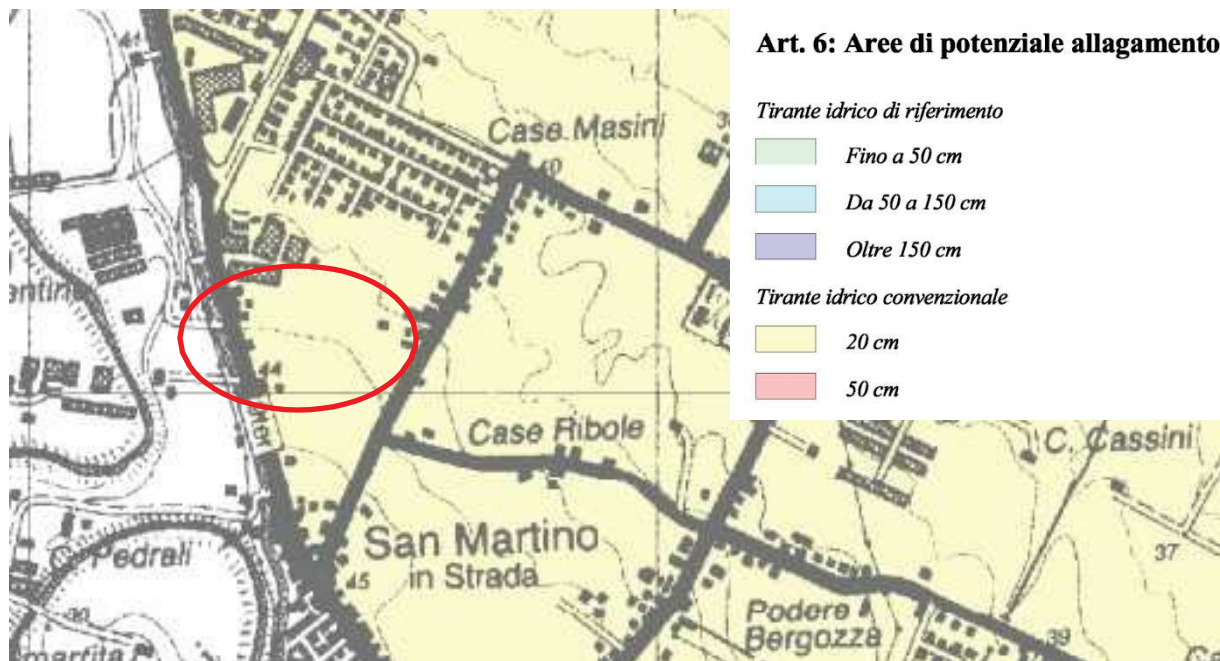 Art. 6: Aree di potenziale allagamento
Tirante idrico di riferimento
Fino a 50 cm
Da 50 a 150 cm
Oltre 150 cm
Tirante idrico convenzionale
20 cm
50 cm
41
Case Masini
40
44
Case Ribole
C. Cassini
San Martino
in Strada
C. Pedrali
45
37
30
Podere
Bergozza
39